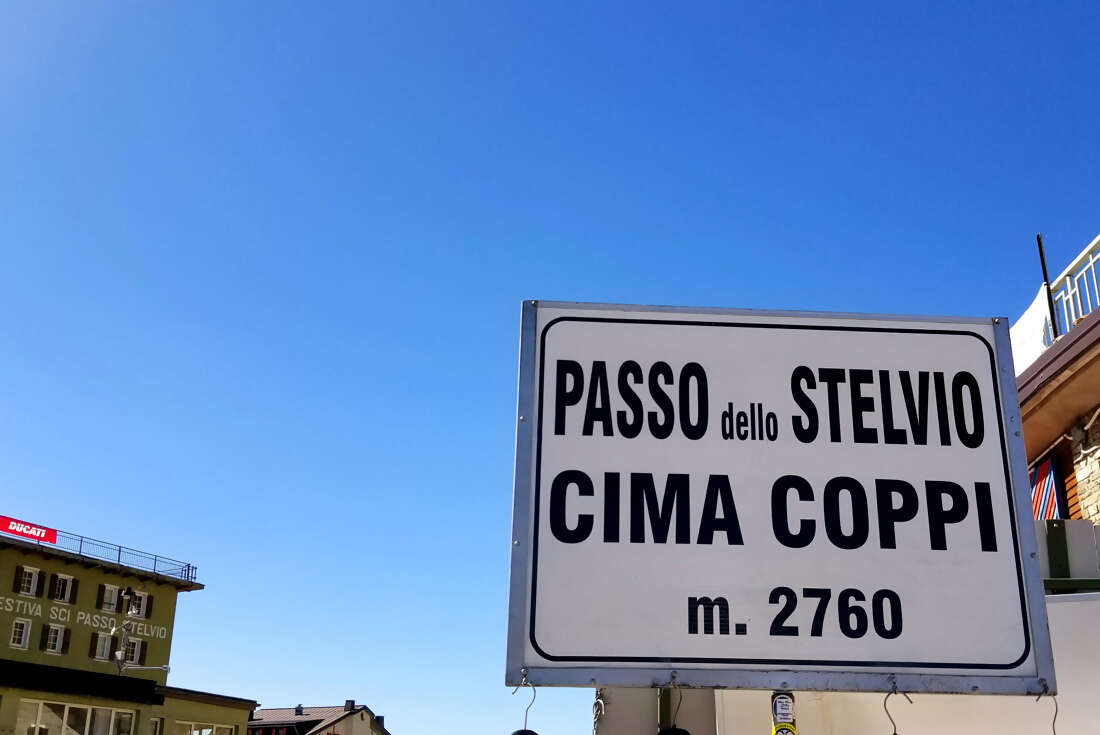 PASSO dello STELVIO
CIMA COPPI
m. 2760
DUCATI
ESTIVA SCI PASSO STELVIO